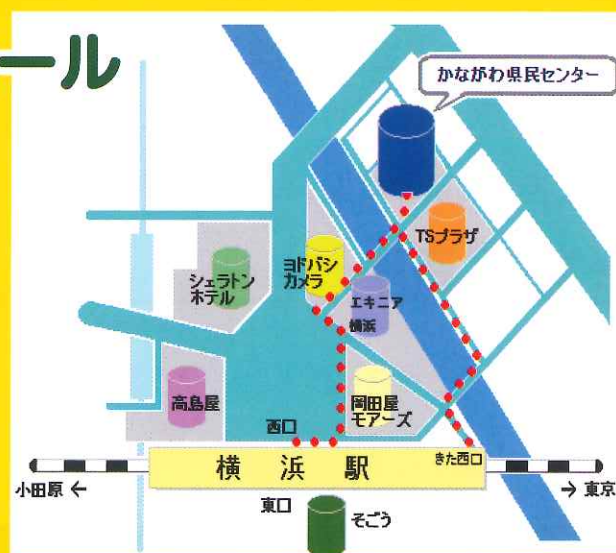 ール
かながわ県民センター
TSプラザ
ヨドバシ
カメラ
シェラトン
ホテル
エキニア
横浜
高島屋
岡田屋
モアーズ
西口
横浜駅
きた西口
小田原 ←
→ 東京
東口
そごう